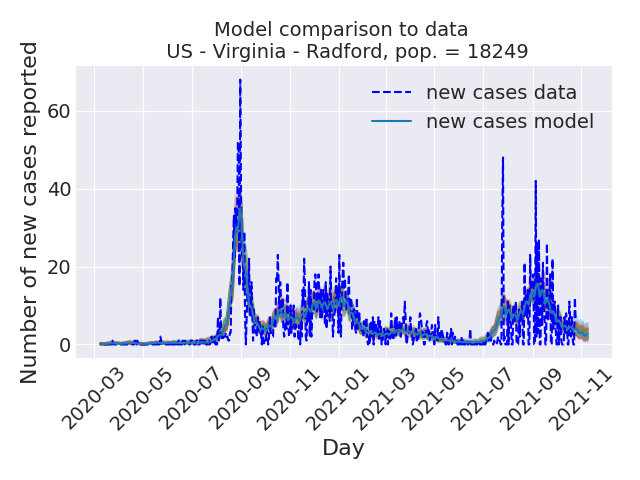 Model comparison to data
US - Virginia - Radford, pop. = 18249
Number of new cases reported
60
40
20
0
new cases data
new cases model
2020-03
2020-05
2020-07
2020-09
2020-11
2021-01
2021-03
2021-05
2021-07
2021-09
2021-11
Day